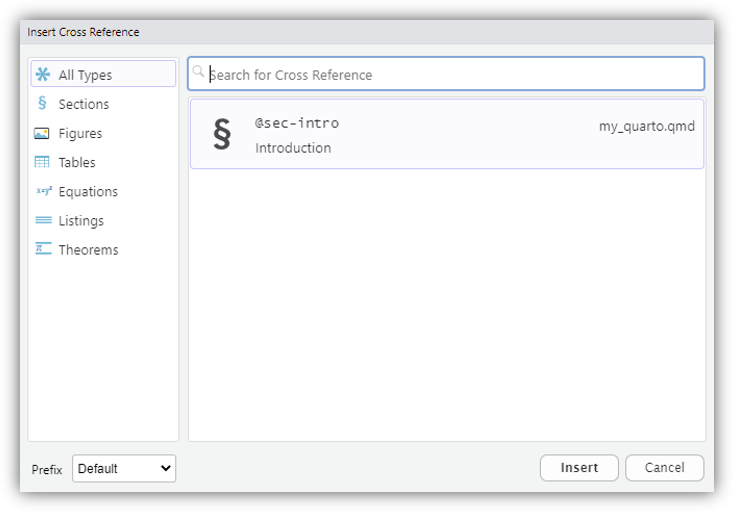 Insert Cross Reference
All Types
Sections
Figures
Tables
Equations
Listings
Theorems
Search for Cross Reference
§
@sec-intro
my_quarto.qmd
Introduction
Prefix
Default
Insert
Cancel